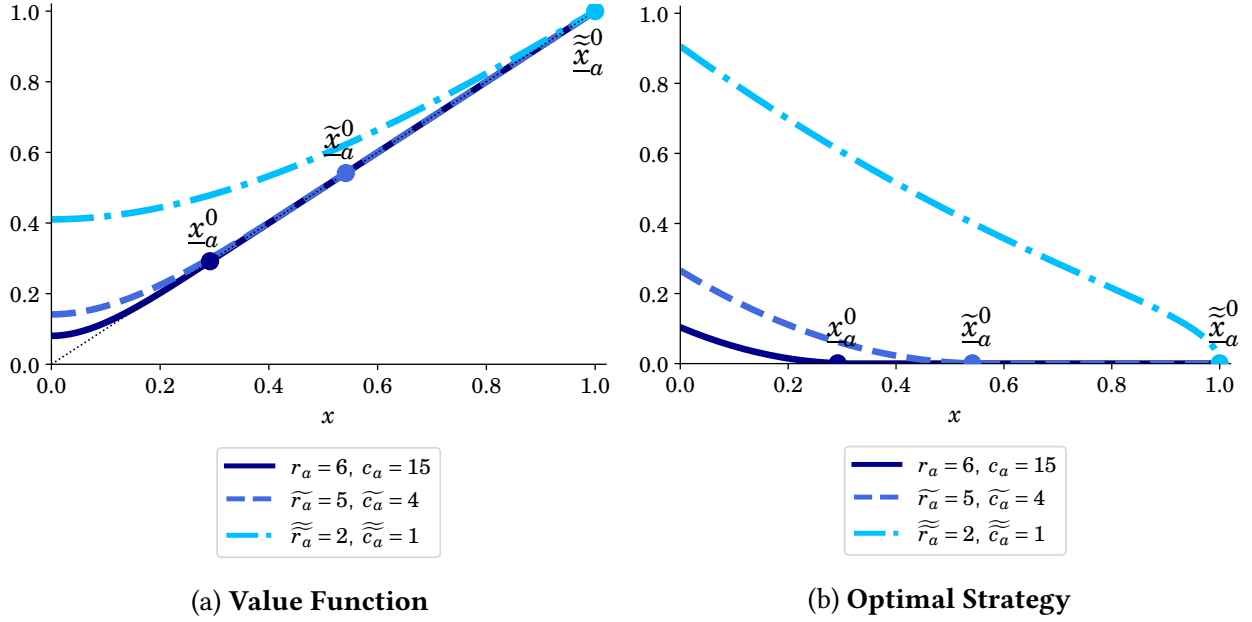 1.0
0.8
0.6
0.4
0.2
0.0
0.0 0.2 0.4 0.6 0.8 1.0
x
x̲ₐ⁰
x̲̃ₐ⁰
x̲̃̃ₐ⁰
rₐ = 6, cₐ = 15
r̃ₐ = 5, c̃ₐ = 4
r̃̃ₐ = 2, c̃̃ₐ = 1
(a) Value Function
1.0
0.8
0.6
0.4
0.2
0.0
0.0 0.2 0.4 0.6 0.8 1.0
x
x̲ₐ⁰
x̲̃ₐ⁰
x̲̃̃ₐ⁰
rₐ = 6, cₐ = 15
r̃ₐ = 5, c̃ₐ = 4
r̃̃ₐ = 2, c̃̃ₐ = 1
(b) Optimal Strategy